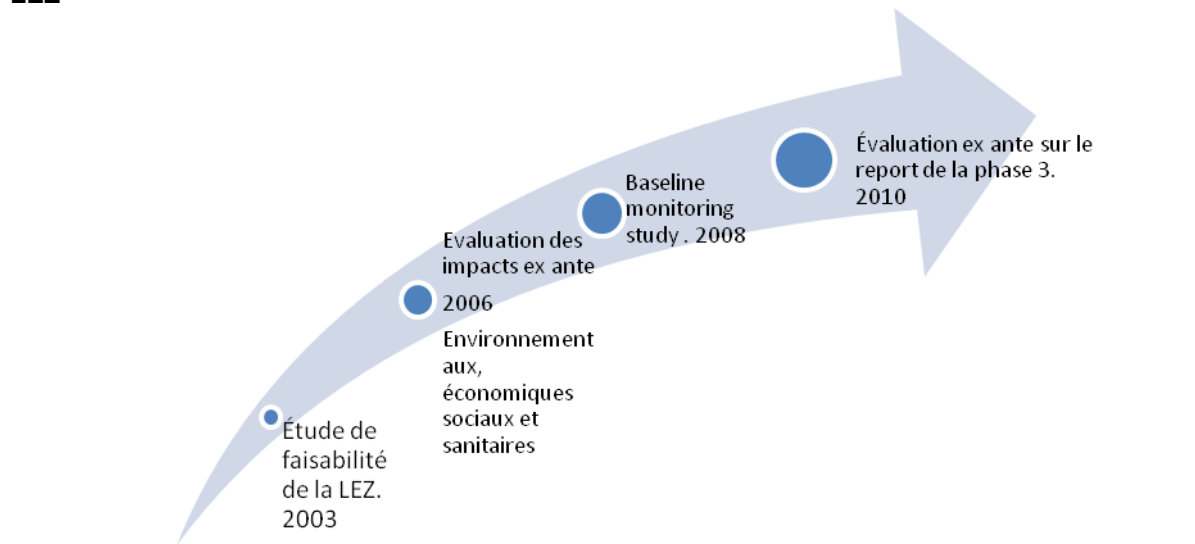 Étude de
faisabilité
de la LEZ.
2003
Evaluation des
impacts ex ante
2006
Environnement
aux,
économiques
sociaux et
sanitaires
Baseline
monitoring
study . 2008
Évaluation ex ante sur le
report de la phase 3.
2010